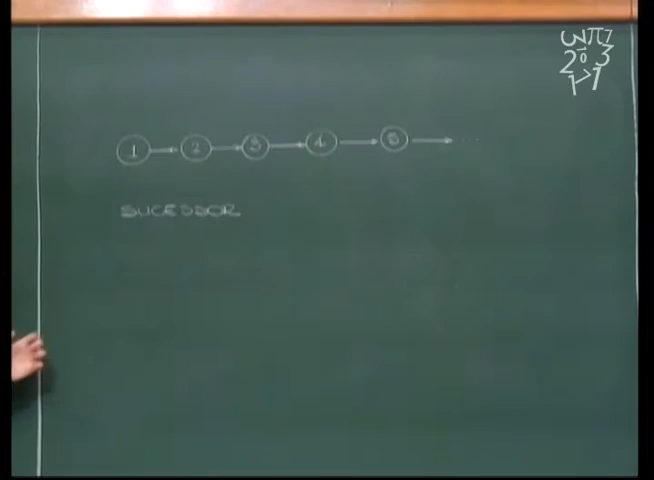 1 → 2 → 3 → 4 → 5 → ...
SUCESSOR